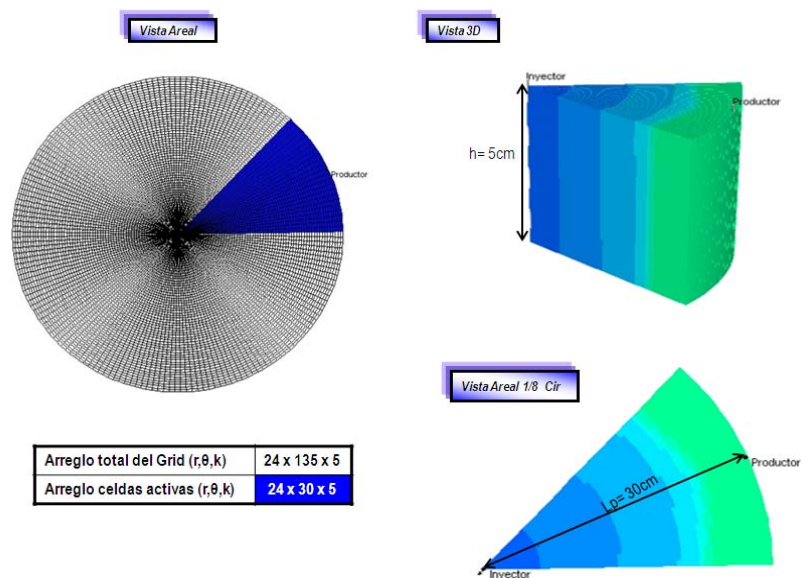 Vista Areal
Vista 3D
Inyector
Productor
h= 5cm
Productor
Vista Areal 1/8 Cir
Arreglo total del Grid (r,θ,k) 24 x 135 x 5
Arreglo celdas activas (r,θ,k) 24 x 30 x 5
Productor
Lp= 30cm
Inyector